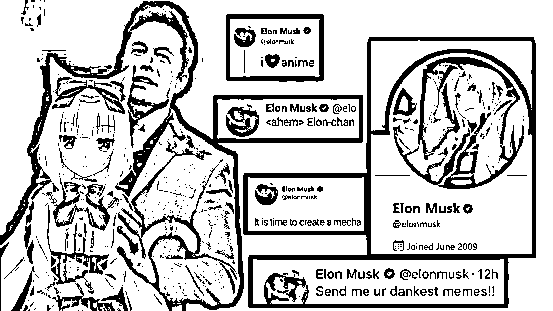 Elon Musk
@elonmusk
i🖤anime
Elon Musk @elo
<ahem> Elon-chan
Elon Musk
@elonmusk
It is time to create a mecha
Elon Musk
@elonmusk
Joined June 2009
Elon Musk @elonmusk · 12h
Send me ur dankest memes!!